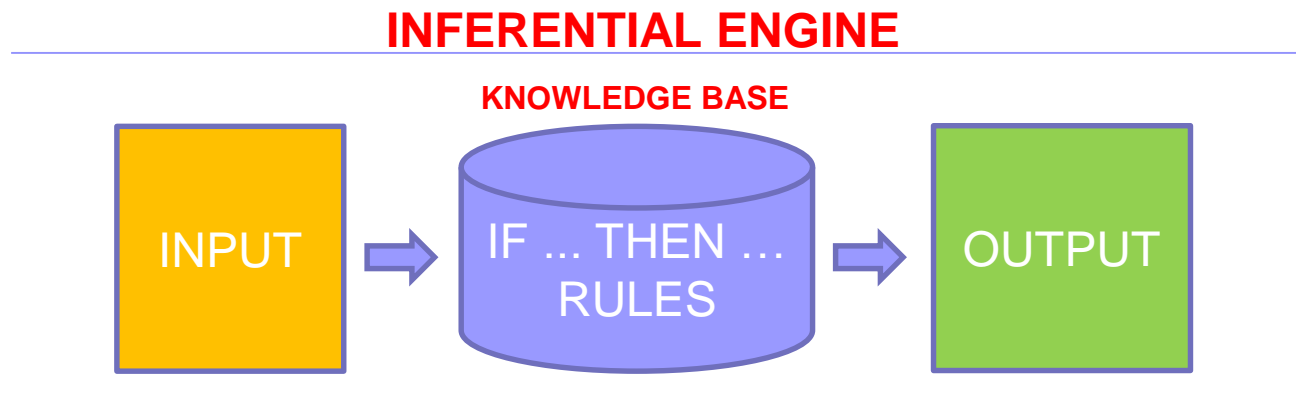 INFERENTIAL ENGINE
KNOWLEDGE BASE
INPUT
IF ... THEN …
RULES
OUTPUT